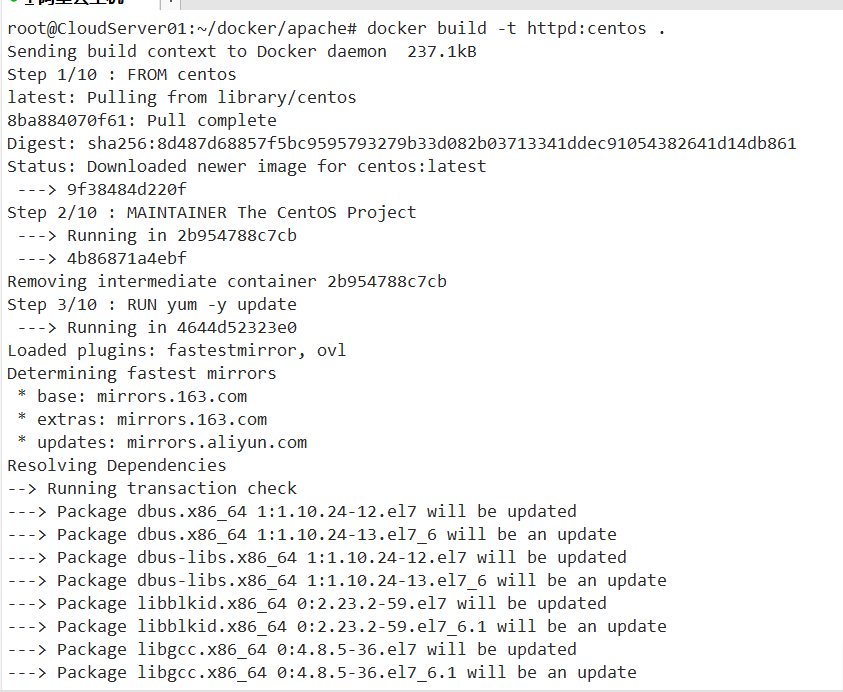 root@CloudServer01:~/docker/apache# docker build -t httpd:centos .
Sending build context to Docker daemon  237.1kB
Step 1/10 : FROM centos
latest: Pulling from library/centos
8ba884070f61: Pull complete
Digest: sha256:8d487d68857f5bc9595793279b33d082b03713341ddec91054382641d14db861
Status: Downloaded newer image for centos:latest
 ---> 9f38484d220f
Step 2/10 : MAINTAINER The CentOS Project
 ---> Running in 2b954788c7cb
 ---> 4b86871a4ebf
Removing intermediate container 2b954788c7cb
Step 3/10 : RUN yum -y update
 ---> Running in 4644d52323e0
Loaded plugins: fastestmirror, ovl
Determining fastest mirrors
 * base: mirrors.163.com
 * extras: mirrors.163.com
 * updates: mirrors.aliyun.com
Resolving Dependencies
--> Running transaction check
---> Package dbus.x86_64 1:1.10.24-12.el7 will be updated
---> Package dbus.x86_64 1:1.10.24-13.el7_6 will be an update
---> Package dbus-libs.x86_64 1:1.10.24-12.el7 will be updated
---> Package dbus-libs.x86_64 1:1.10.24-13.el7_6 will be an update
---> Package libblkid.x86_64 0:2.23.2-59.el7 will be updated
---> Package libblkid.x86_64 0:2.23.2-59.el7_6.1 will be an update
---> Package libgcc.x86_64 0:4.8.5-36.el7 will be updated
---> Package libgcc.x86_64 0:4.8.5-36.el7_6.1 will be an update